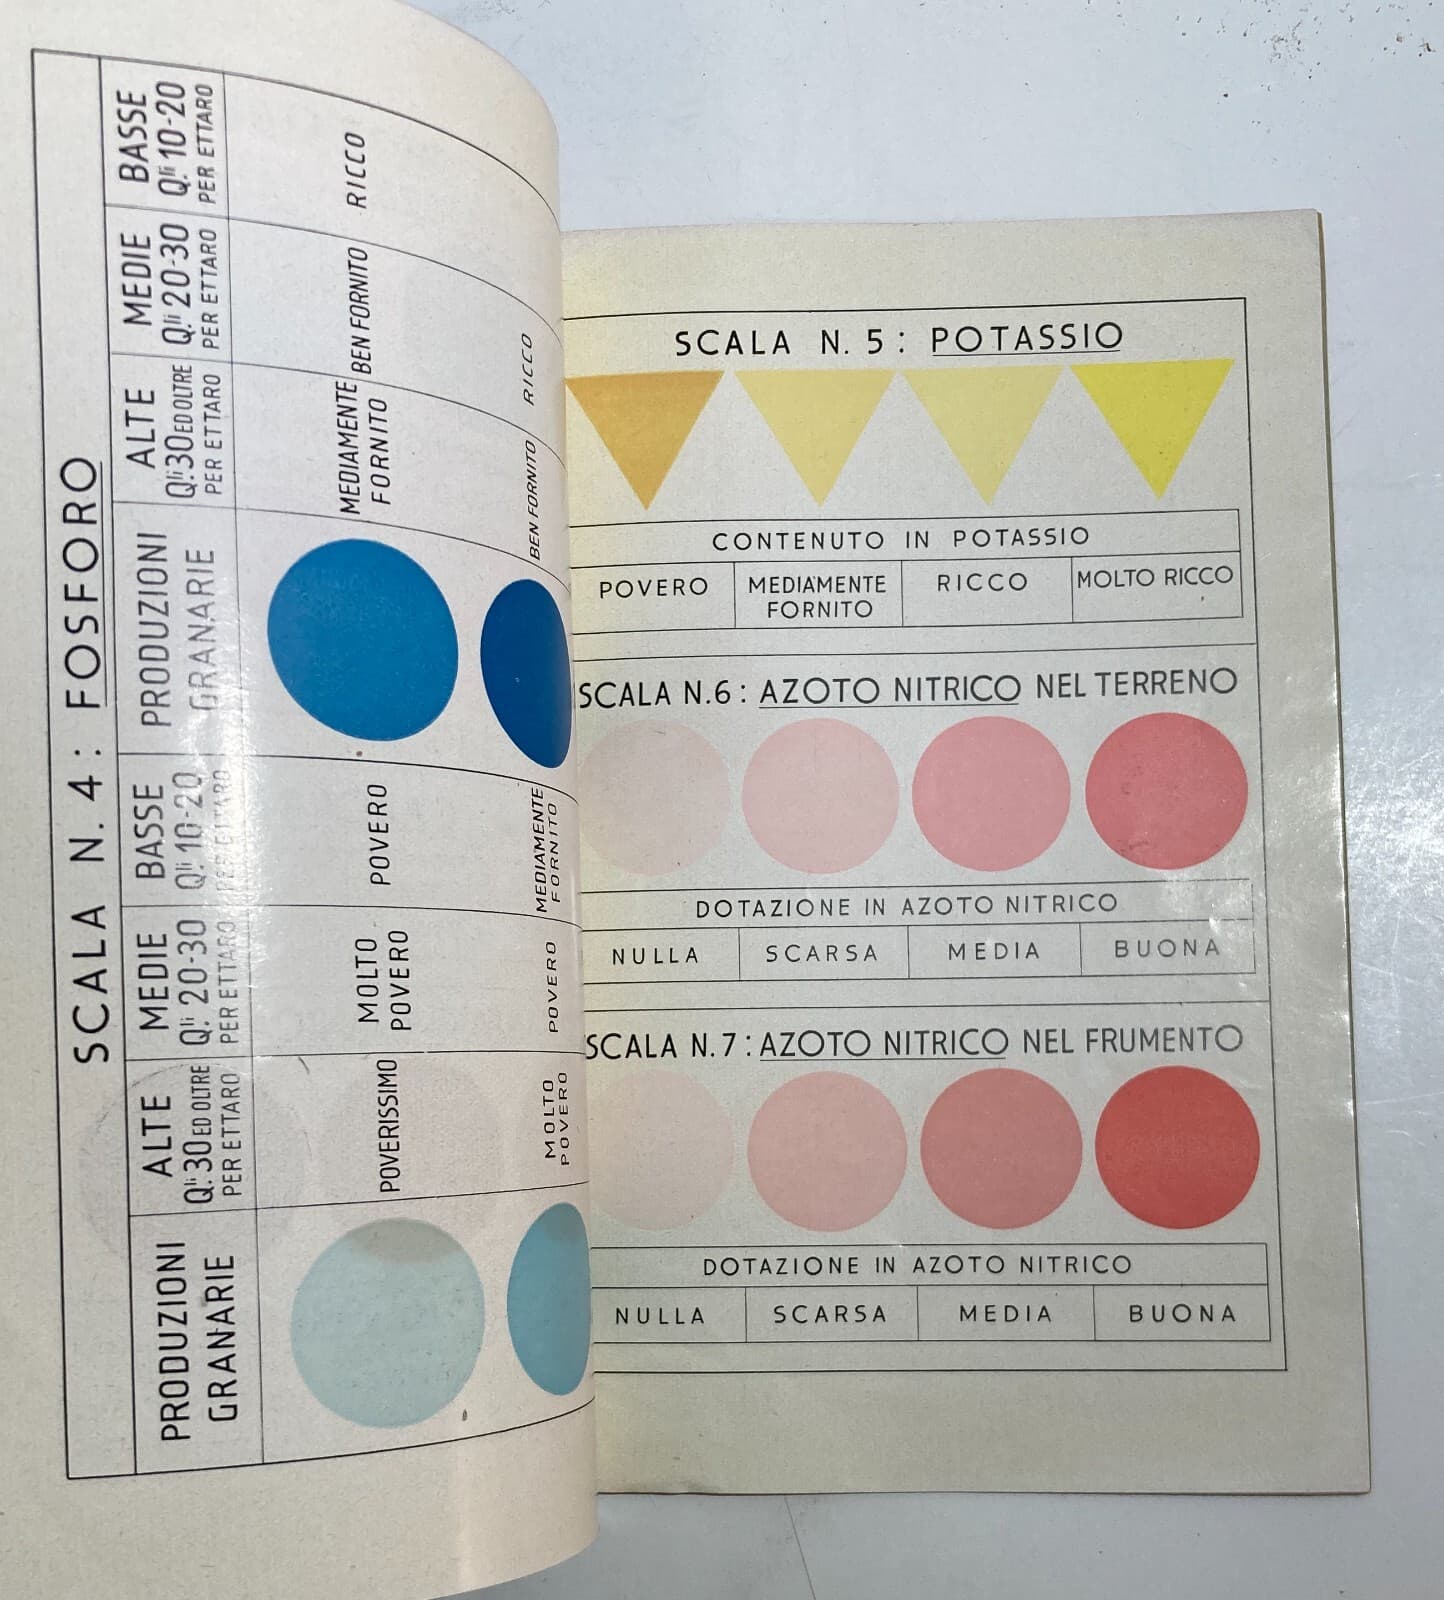 SCALA N. 4: FOSFORO
PRODUZIONI
GRANARIE
ALTE
Q.li 30 ED OLTRE
PER ETTARO
MEDIE
Q.li 20-30
PER ETTARO
BASSE
Q.li 10-20
PER ETTARO
PRODUZIONI
GRANARIE
ALTE
Q.li 30 ED OLTRE
PER ETTARO
MEDIE
Q.li 20-30
PER ETTARO
BASSE
Q.li 10-20
PER ETTARO
POVERISSIMO
MOLTO
POVERO
POVERO
MEDIAMENTE
FORNITO
BEN FORNITO
RICCO
MOLTO
POVERO
POVERO
MEDIAMENTE
FORNITO
BEN FORNITO
RICCO
SCALA N. 5: POTASSIO
CONTENUTO IN POTASSIO
POVERO
MEDIAMENTE
FORNITO
RICCO
MOLTO RICCO
SCALA N.6: AZOTO NITRICO NEL TERRENO
DOTAZIONE IN AZOTO NITRICO
NULLA
SCARSA
MEDIA
BUONA
SCALA N.7: AZOTO NITRICO NEL FRUMENTO
DOTAZIONE IN AZOTO NITRICO
NULLA
SCARSA
MEDIA
BUONA